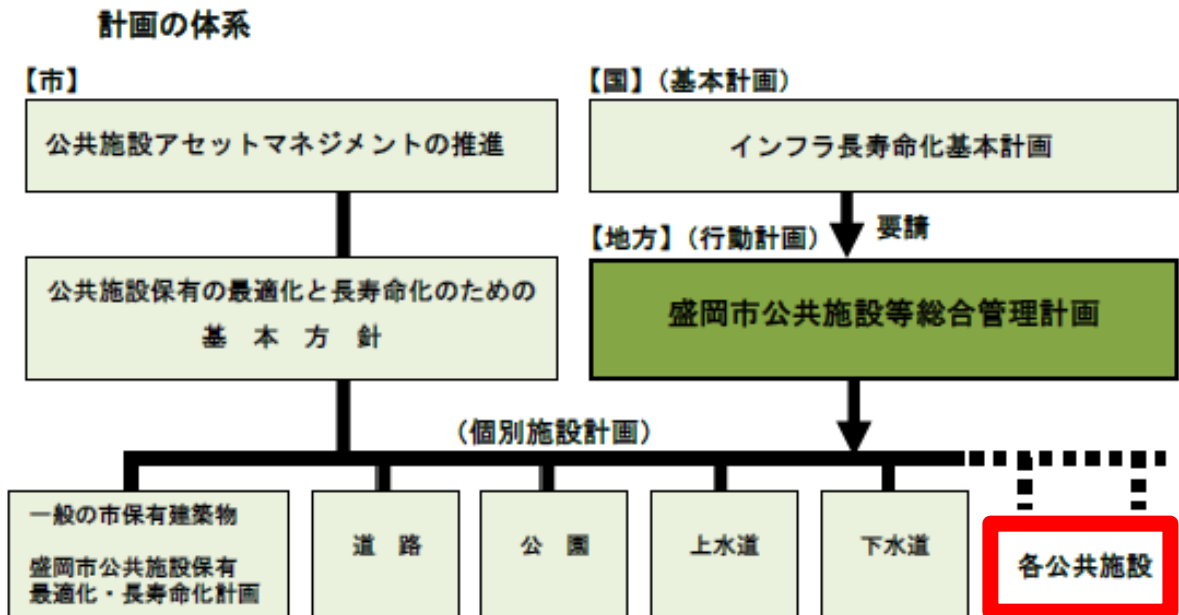 計画の体系
【市】
公共施設アセットマネジメントの推進
公共施設保有の最適化と長寿命化のための
基 本 方 針
【国】（基本計画）
インフラ長寿命化基本計画
要請
【地方】（行動計画）
盛岡市公共施設等総合管理計画
（個別施設計画）
一般の市保有建築物
盛岡市公共施設保有
最適化・長寿命化計画
道 路
公 園
上水道
下水道
各公共施設